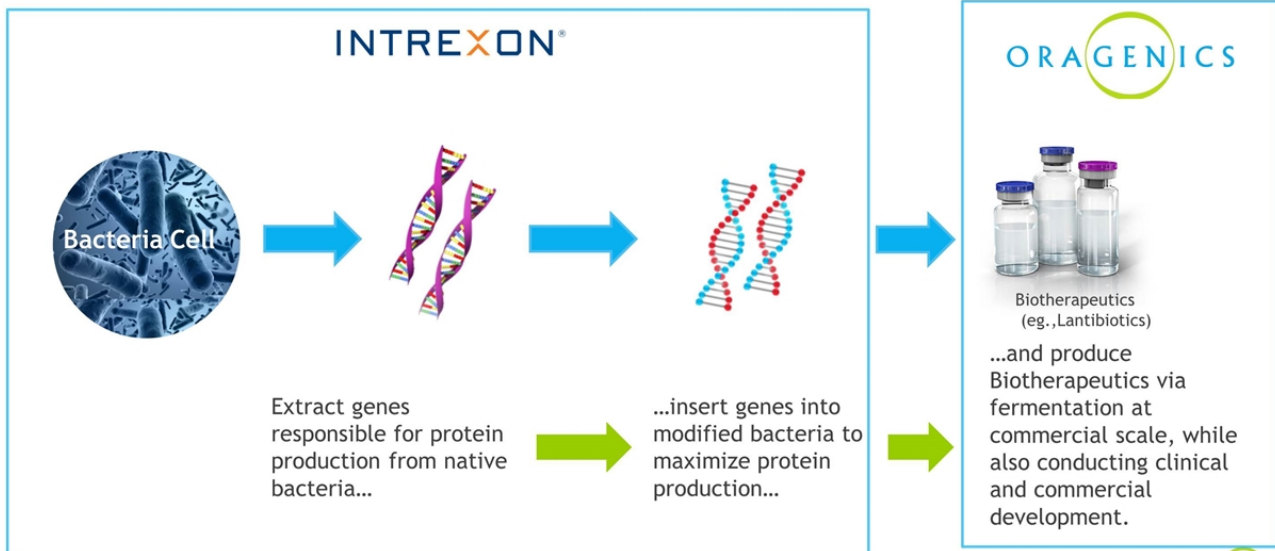 INTREXON®
ORAGENICS
Bacteria Cell
Biotherapeutics
(eg.,Lantibiotics)
Extract genes
responsible for protein
production from native
bacteria…
…insert genes into
modified bacteria to
maximize protein
production…
…and produce
Biotherapeutics via
fermentation at
commercial scale, while
also conducting clinical
and commercial
development.